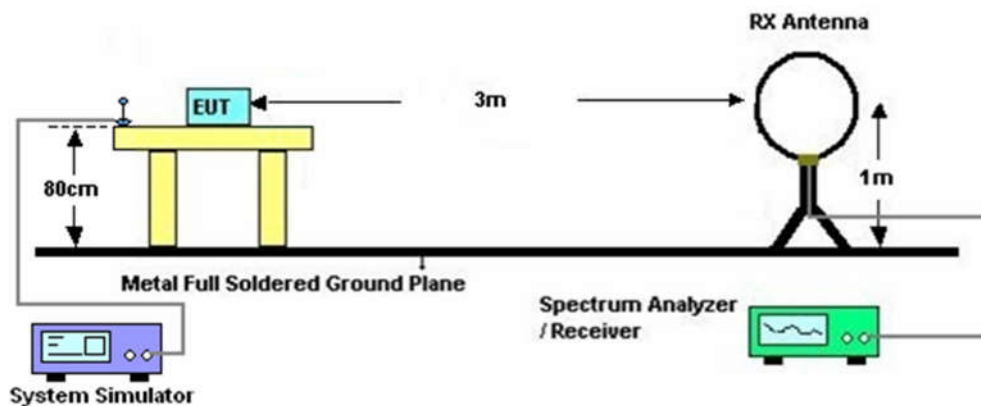 RX Antenna
EUT
3m
80cm
1m
Metal Full Soldered Ground Plane
Spectrum Analyzer
/ Receiver
System Simulator